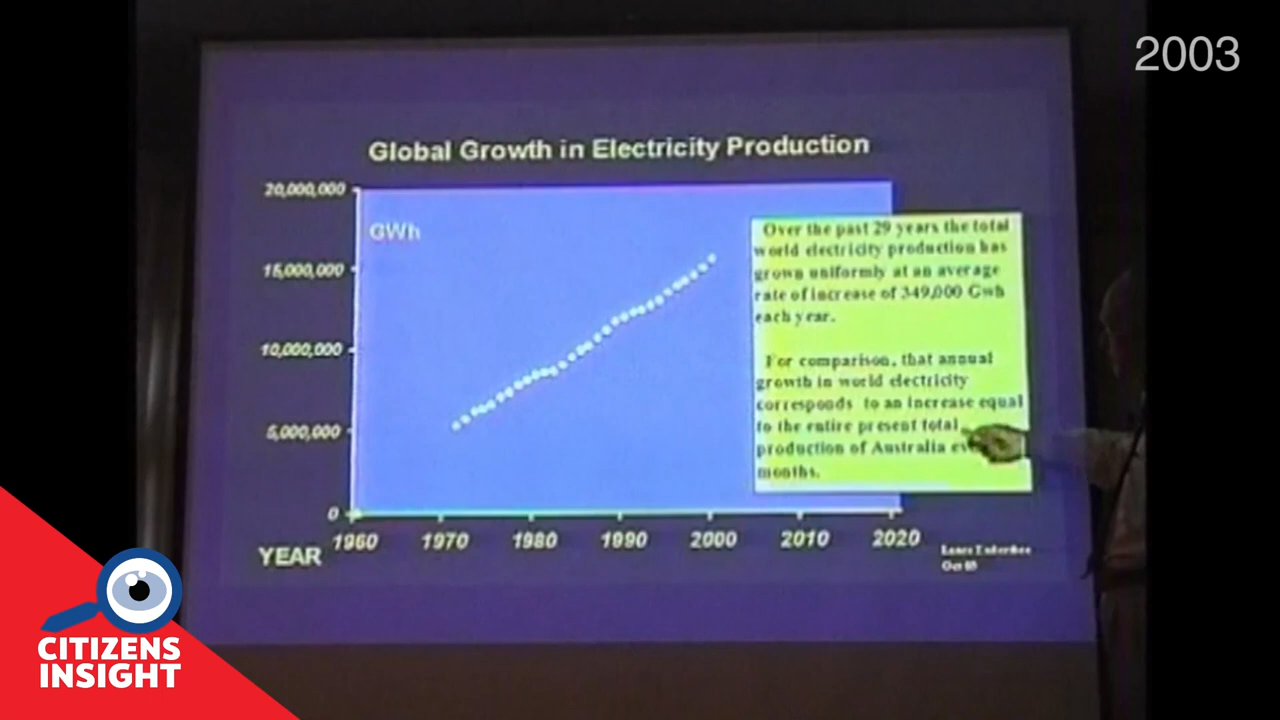 2003
Global Growth in Electricity Production
20,000,000
GWh
15,000,000
10,000,000
5,000,000
0
1960 1970 1980 1990 2000 2010 2020
YEAR
Over the past 29 years the total
world electricity production has
grown uniformly at an average
rate of increase of 349,000 Gwh
each year.
For comparison, that annual
growth in world electricity
corresponds to an increase equal
to the entire present total
production of Australia
months.
CITIZENS
INSIGHT